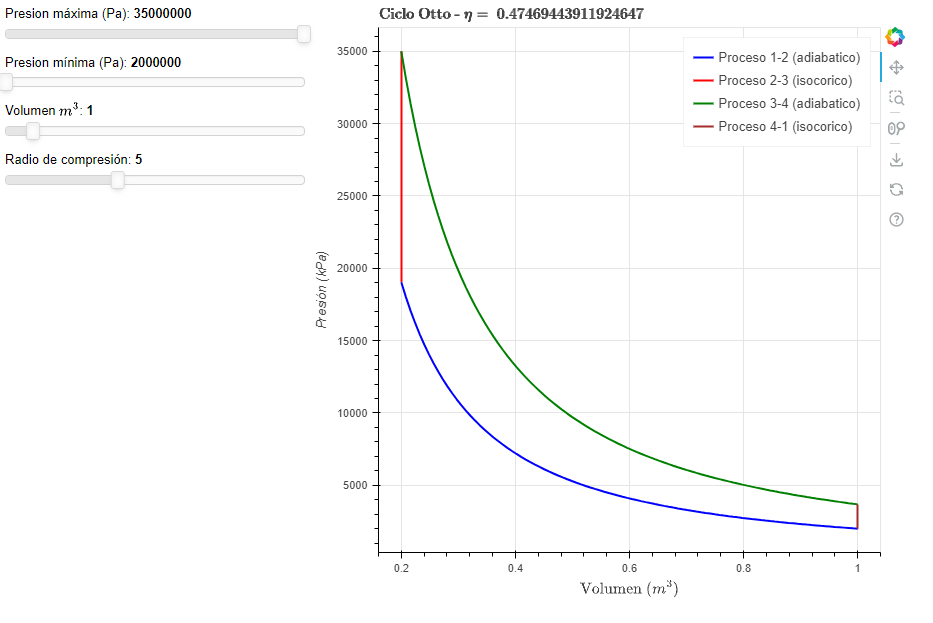 Presion máxima (Pa): 35000000
Presion mínima (Pa): 2000000
Volumen m³: 1
Radio de compresión: 5
Ciclo Otto - η = 0.47469443911924647
Proceso 1-2 (adiabatico)
Proceso 2-3 (isocorico)
Proceso 3-4 (adiabatico)
Proceso 4-1 (isocorico)
Presión (kPa)
35000
30000
25000
20000
15000
10000
5000
0.2 0.4 0.6 0.8 1
Volumen (m³)